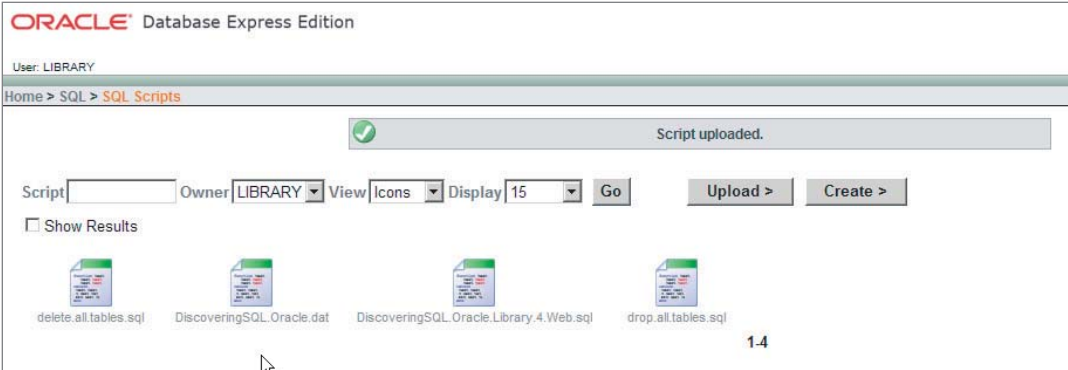 ORACLE® Database Express Edition
User: LIBRARY
Home > SQL > SQL Scripts
Script uploaded.
Script Owner LIBRARY View Icons Display 15 Go Upload > Create >
Show Results
delete.all.tables.sql DiscoveringSQL.Oracle.dat DiscoveringSQL.Oracle.Library.4.Web.sql drop.all.tables.sql
1-4